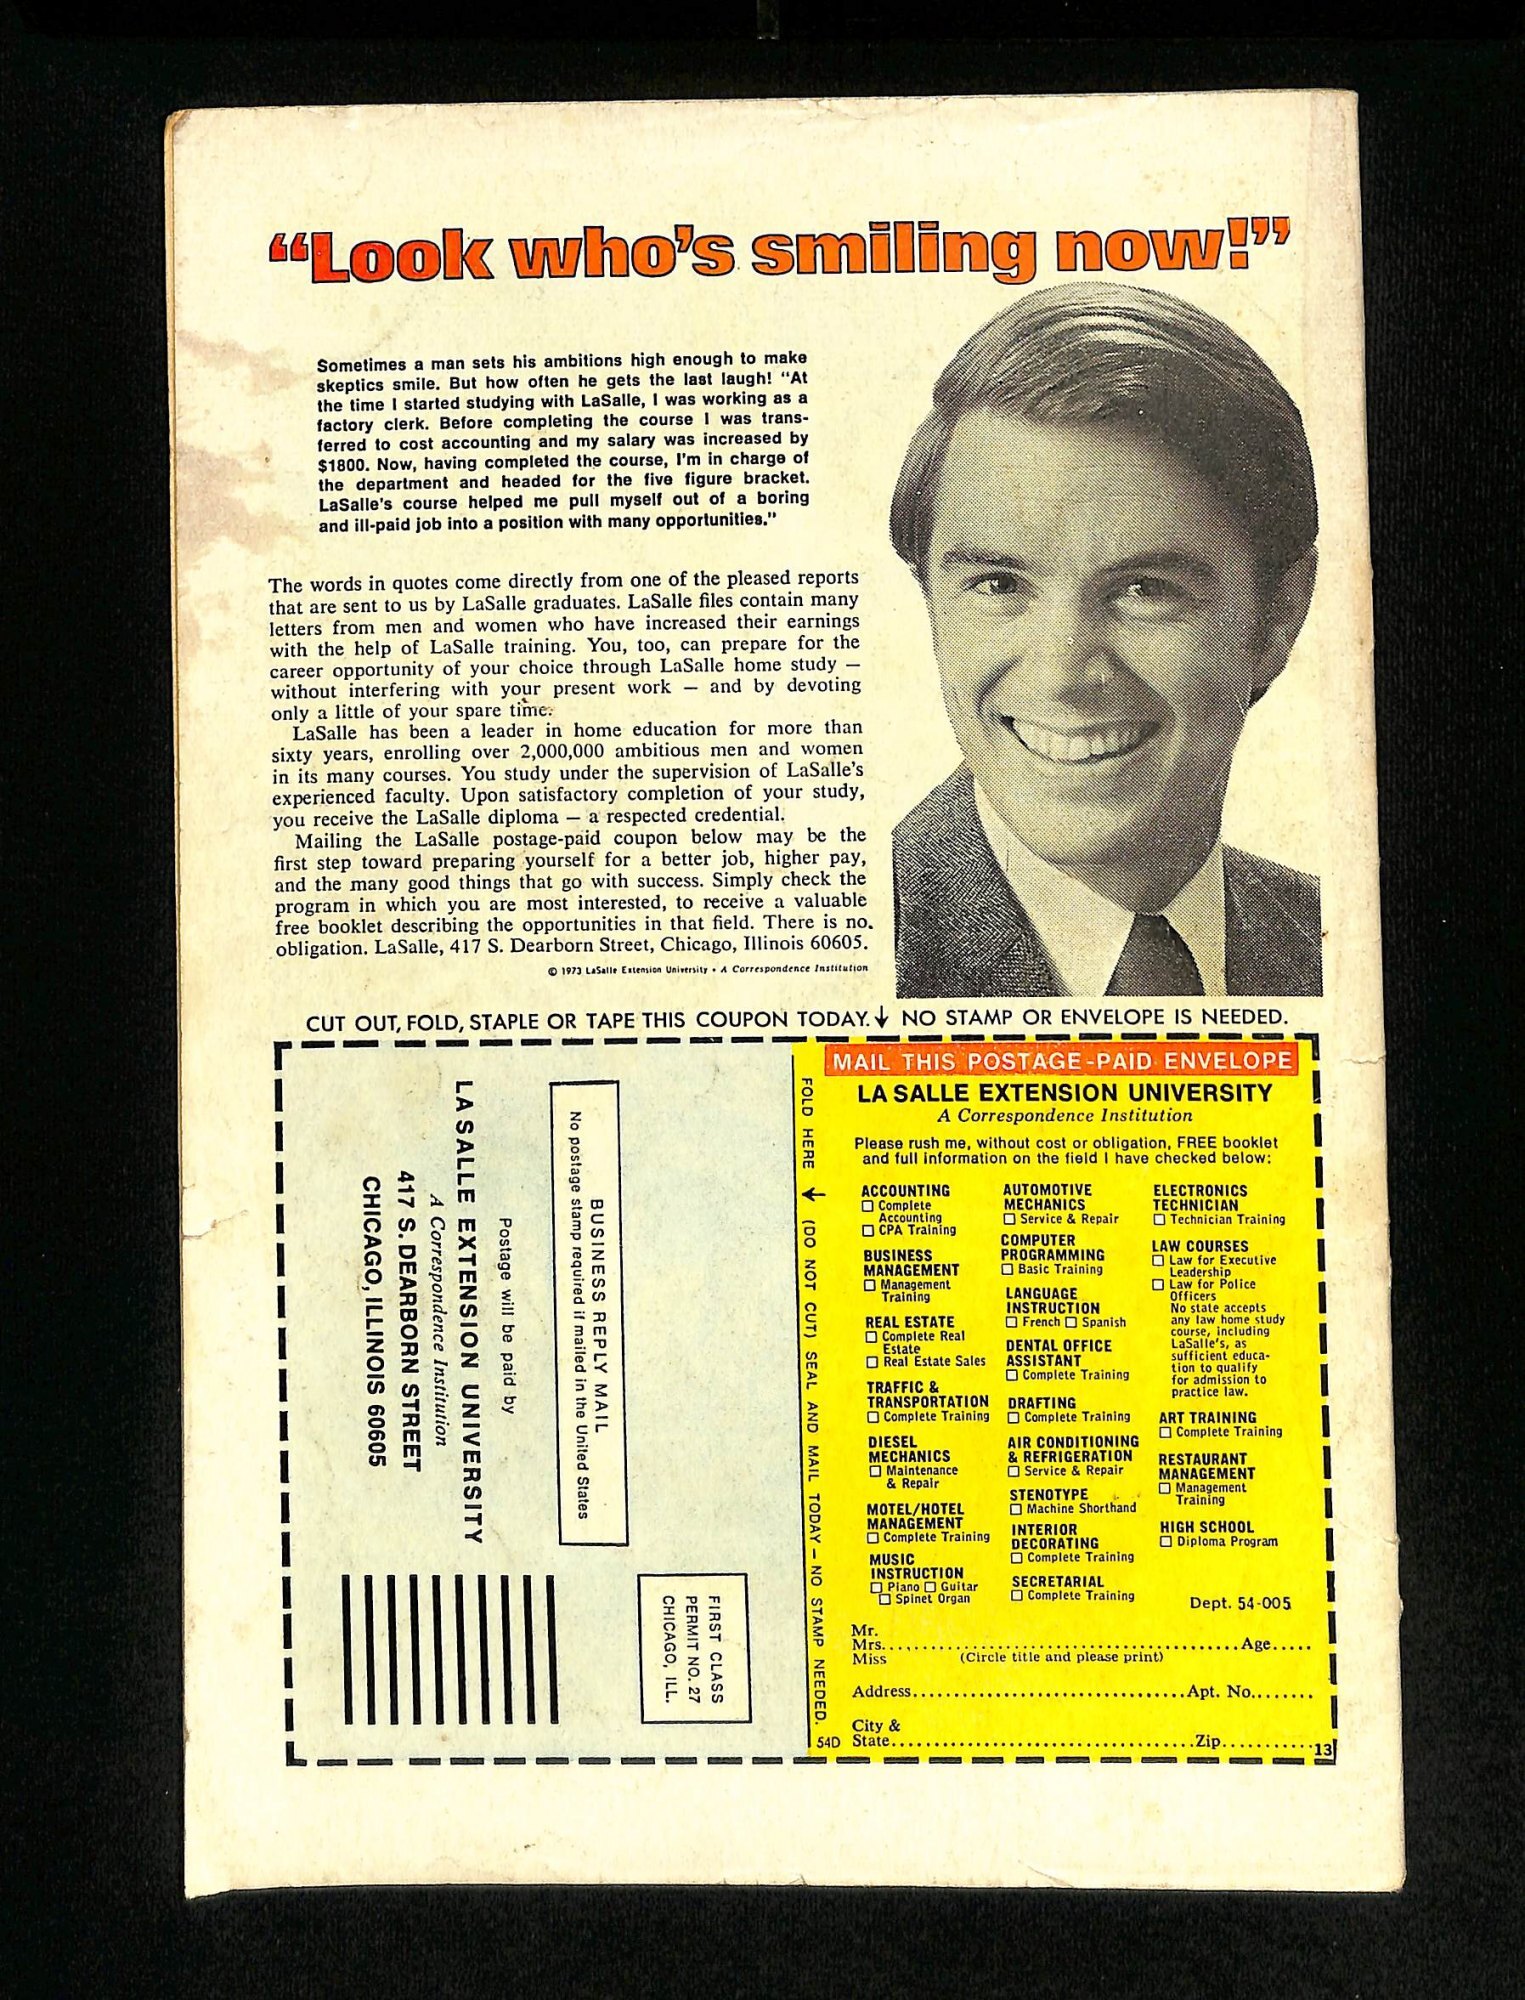 “Look who’s smiling now!”
Sometimes a man sets his ambitions high enough to make
skeptics smile. But how often he gets the last laugh! “At
the time I started studying with LaSalle, I was working as a
factory clerk. Before completing the course I was trans-
ferred to cost accounting and my salary was increased by
$1800. Now, having completed the course, I’m in charge of
the department and headed for the five figure bracket.
LaSalle’s course helped me pull myself out of a boring
and ill-paid job into a position with many opportunities.”
The words in quotes come directly from one of the pleased reports
that are sent to us by LaSalle graduates. LaSalle files contain many
letters from men and women who have increased their earnings
with the help of LaSalle training. You, too, can prepare for the
career opportunity of your choice through LaSalle home study —
without interfering with your present work — and by devoting
only a little of your spare time.
LaSalle has been a leader in home education for more than
sixty years, enrolling over 2,000,000 ambitious men and women
in its many courses. You study under the supervision of LaSalle’s
experienced faculty. Upon satisfactory completion of your study,
you receive the LaSalle diploma — a respected credential.
Mailing the LaSalle postage-paid coupon below may be the
first step toward preparing yourself for a better job, higher pay,
and the many good things that go with success. Simply check the
program in which you are most interested, to receive a valuable
free booklet describing the opportunities in that field. There is no
obligation. LaSalle, 417 S. Dearborn Street, Chicago, Illinois 60605.
© 1973 LaSalle Extension University • A Correspondence Institution
CUT OUT, FOLD, STAPLE OR TAPE THIS COUPON TODAY. ↓ NO STAMP OR ENVELOPE IS NEEDED.
BUSINESS REPLY MAIL
No postage stamp required if mailed in the United States
Postage will be paid by
LA SALLE EXTENSION UNIVERSITY
A Correspondence Institution
417 S. DEARBORN STREET
CHICAGO, ILLINOIS 60605
FIRST CLASS
PERMIT NO. 27
CHICAGO, ILL.
FOLD HERE ↓ (DO NOT CUT) SEAL AND MAIL TODAY — NO STAMP NEEDED.
MAIL THIS POSTAGE-PAID ENVELOPE
LA SALLE EXTENSION UNIVERSITY
A Correspondence Institution
Please rush me, without cost or obligation, FREE booklet
and full information on the field I have checked below:
ACCOUNTING
☐ Complete
Accounting
☐ CPA Training
BUSINESS
MANAGEMENT
☐ Management
Training
REAL ESTATE
☐ Complete Real
Estate
☐ Real Estate Sales
TRAFFIC &
TRANSPORTATION
☐ Complete Training
DIESEL
MECHANICS
☐ Maintenance
& Repair
MOTEL/HOTEL
MANAGEMENT
☐ Complete Training
MUSIC
INSTRUCTION
☐ Piano ☐ Guitar
☐ Spinet Organ
AUTOMOTIVE
MECHANICS
☐ Service & Repair
COMPUTER
PROGRAMMING
☐ Basic Training
LANGUAGE
INSTRUCTION
☐ French ☐ Spanish
DENTAL OFFICE
ASSISTANT
☐ Complete Training
DRAFTING
☐ Complete Training
AIR CONDITIONING
& REFRIGERATION
☐ Service & Repair
STENOTYPE
☐ Machine Shorthand
INTERIOR
DECORATING
☐ Complete Training
SECRETARIAL
☐ Complete Training
ELECTRONICS
TECHNICIAN
☐ Technician Training
LAW COURSES
☐ Law for Executive
Leadership
☐ Law for Police
Officers
No state accepts
any law home study
course, including
LaSalle’s, as
sufficient educa-
tion to qualify
for admission to
practice law.
ART TRAINING
☐ Complete Training
RESTAURANT
MANAGEMENT
☐ Management
Training
HIGH SCHOOL
☐ Diploma Program
Dept. 54-005
Mr.
Mrs. Age
Miss (Circle title and please print)
Address Apt. No.
City &
54D State Zip 13